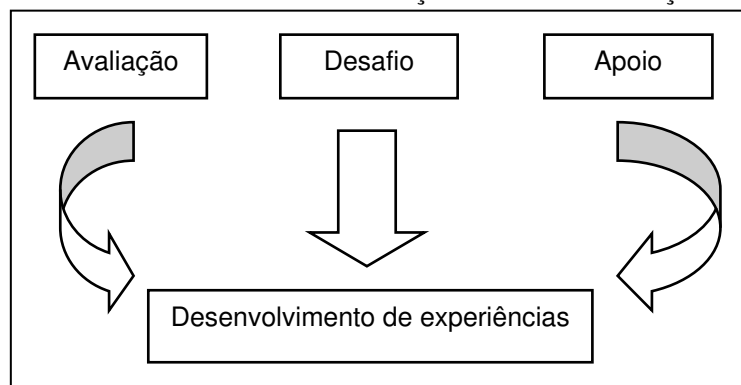 Avaliação
Desafio
Apoio
Desenvolvimento de experiências